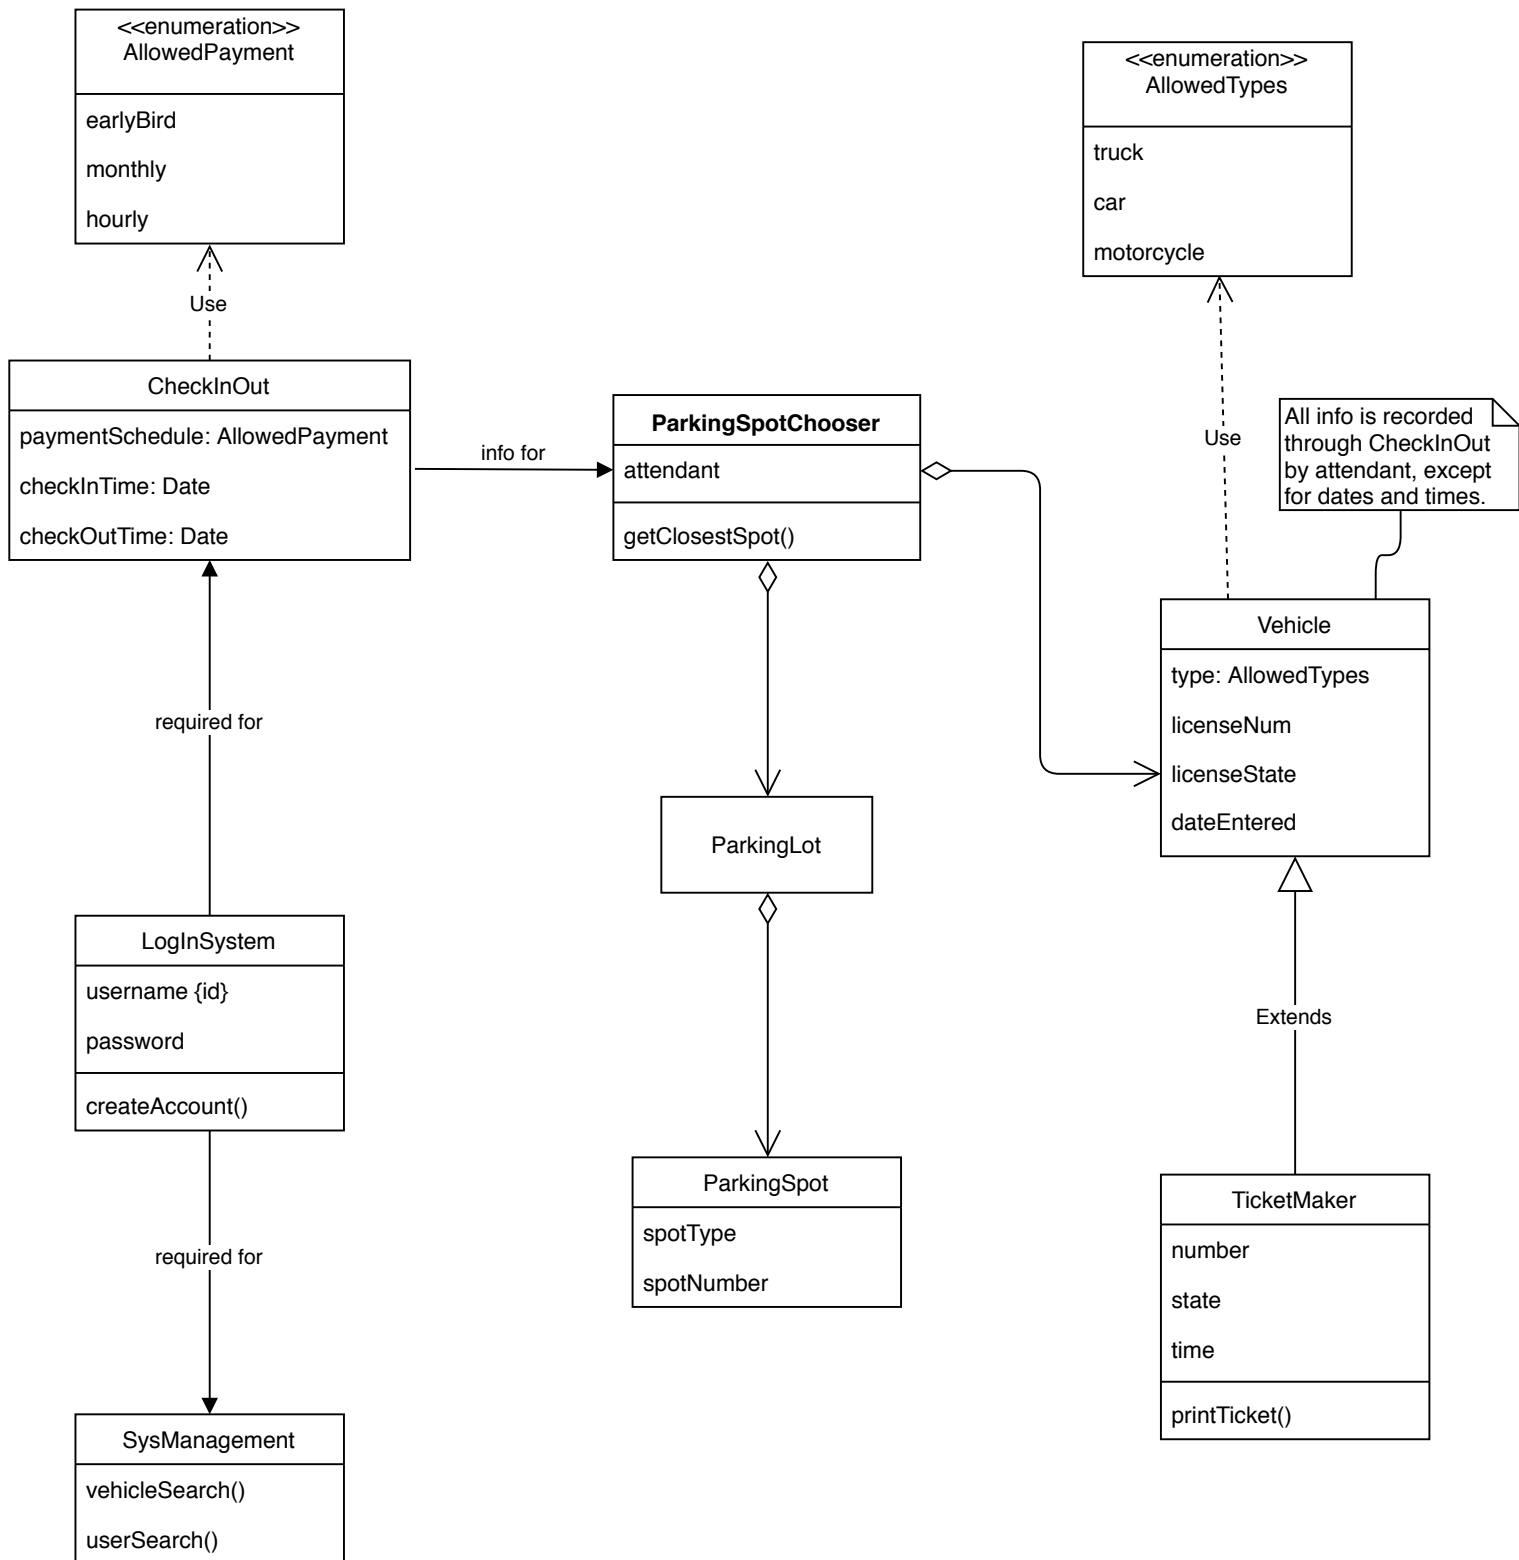 <<enumeration>>
AllowedPayment
earlyBird
monthly
hourly
Use
<<enumeration>>
AllowedTypes
truck
car
motorcycle
Use
CheckInOut
paymentSchedule: AllowedPayment
checkInTime: Date
checkOutTime: Date
info for
ParkingSpotChooser
attendant
getClosestSpot()
All info is recorded
through CheckInOut
by attendant, except
for dates and times.
Vehicle
type: AllowedTypes
licenseNum
licenseState
dateEntered
required for
ParkingLot
LogInSystem
username {id}
password
createAccount()
Extends
required for
ParkingSpot
spotType
spotNumber
TicketMaker
number
state
time
printTicket()
SysManagement
vehicleSearch()
userSearch()